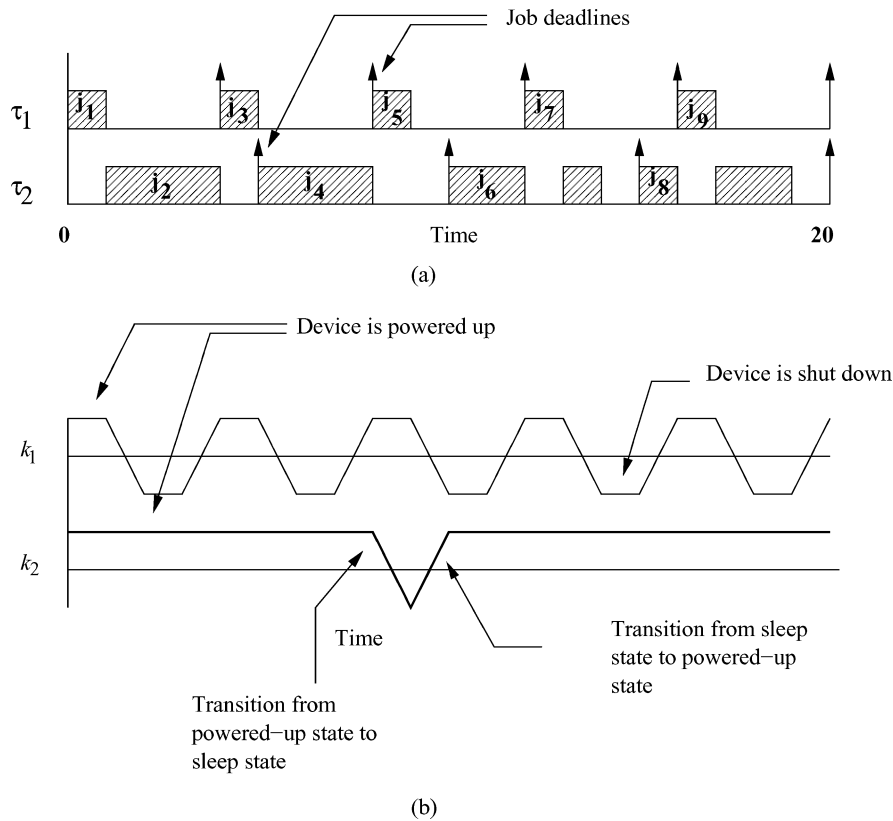 Job deadlines
τ1
j1
j3
j5
j7
j9
τ2
j2
j4
j6
j8
0
Time
20
(a)
Device is powered up
Device is shut down
k1
k2
Time
Transition from
powered−up state to
sleep state
Transition from sleep
state to powered−up
state
(b)